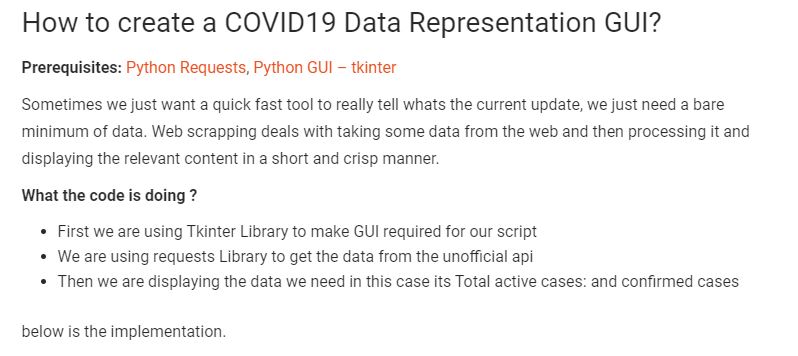 How to create a COVID19 Data Representation GUI?
Prerequisites: Python Requests, Python GUI – tkinter
Sometimes we just want a quick fast tool to really tell whats the current update, we just need a bare
minimum of data. Web scrapping deals with taking some data from the web and then processing it and
displaying the relevant content in a short and crisp manner.
What the code is doing ?
• First we are using Tkinter Library to make GUI required for our script
• We are using requests Library to get the data from the unofficial api
• Then we are displaying the data we need in this case its Total active cases: and confirmed cases
below is the implementation.